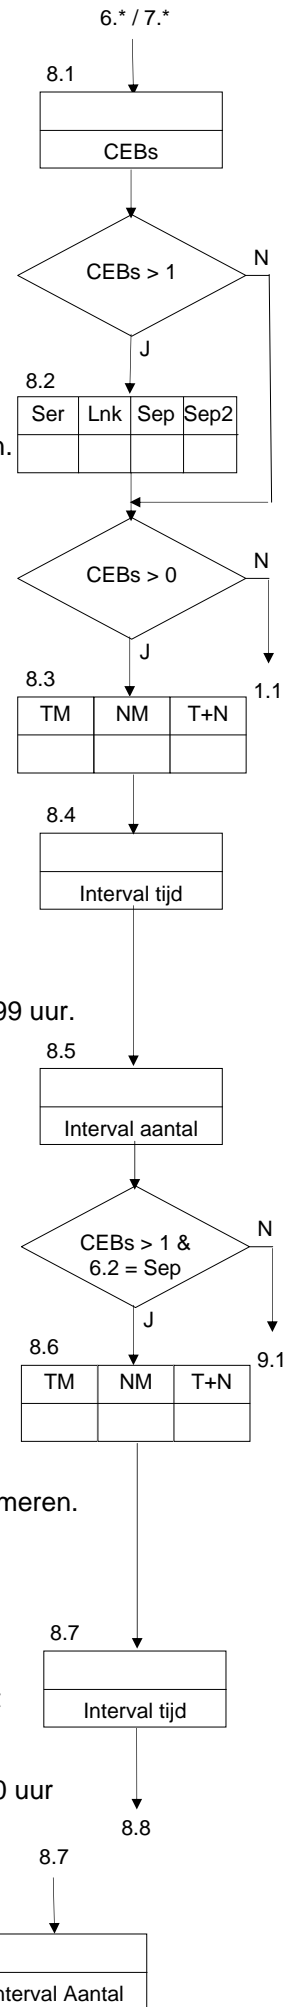 6.* / 7.*
8.1
CEBs
CEBs > 1
N
J
8.2
Ser Lnk Sep Sep2
n.
CEBs > 0
N
J
1.1
8.3
TM NM T+N
8.4
Interval tijd
99 uur.
8.5
Interval aantal
CEBs > 1 &
6.2 = Sep
N
J
9.1
8.6
TM NM T+N
meren.
8.7
Interval tijd
0 uur
8.8
8.7
nterval Aantal